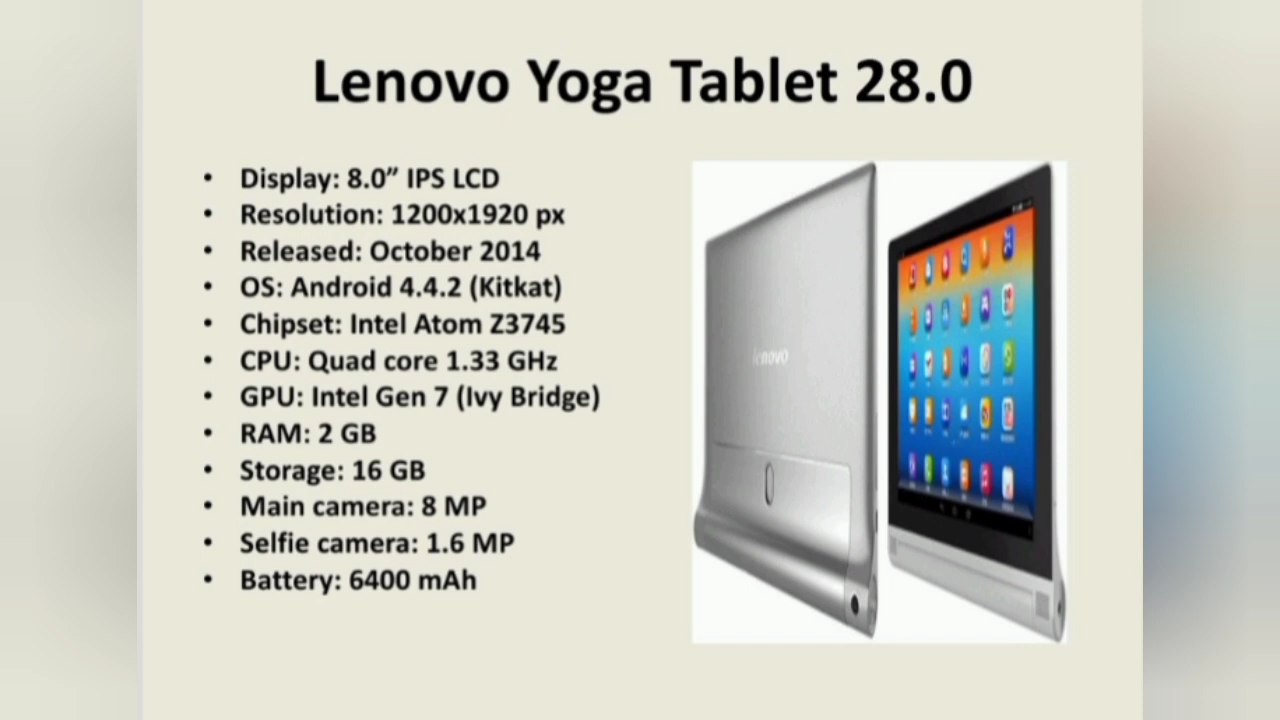 Lenovo Yoga Tablet 28.0
• Display: 8.0” IPS LCD
• Resolution: 1200x1920 px
• Released: October 2014
• OS: Android 4.4.2 (Kitkat)
• Chipset: Intel Atom Z3745
• CPU: Quad core 1.33 GHz
• GPU: Intel Gen 7 (Ivy Bridge)
• RAM: 2 GB
• Storage: 16 GB
• Main camera: 8 MP
• Selfie camera: 1.6 MP
• Battery: 6400 mAh
lenovo